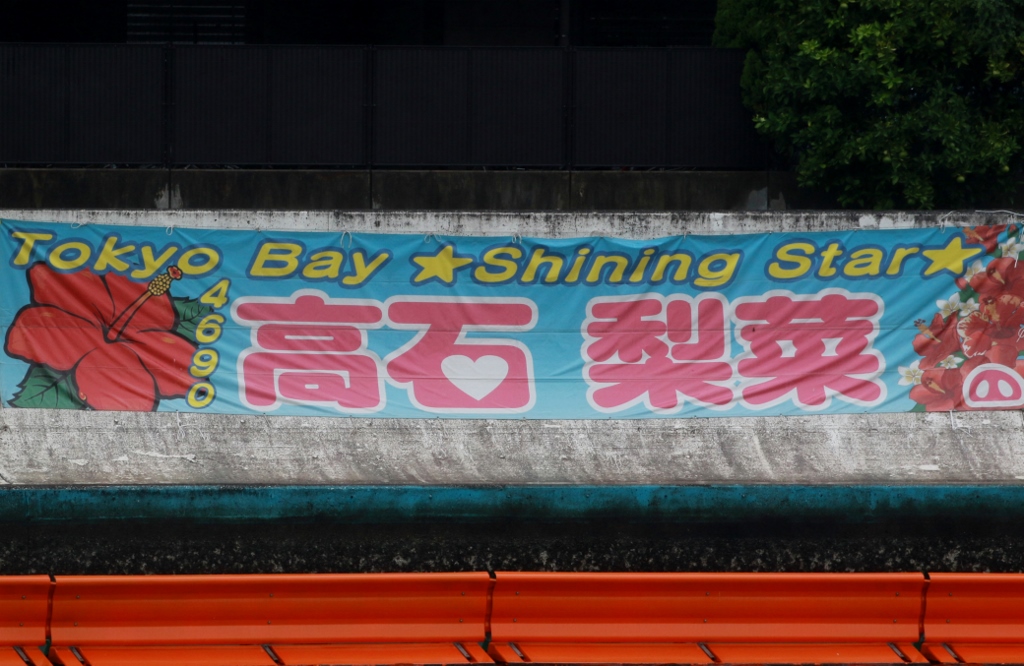 Tokyo Bay ★Shining Star★
4690
高石 梨菜